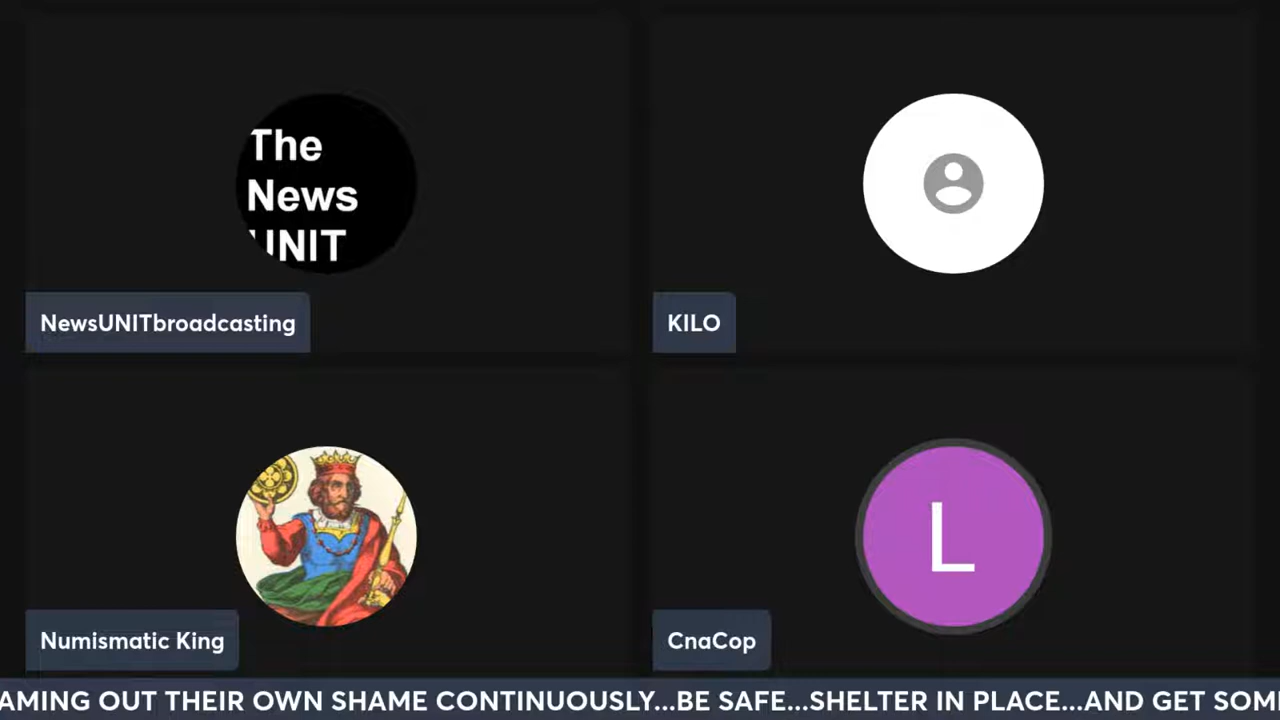 The
News
UNIT
NewsUNITbroadcasting
KILO
Numismatic King
L
CnaCop
AMING OUT THEIR OWN SHAME CONTINUOUSLY...BE SAFE...SHELTER IN PLACE...AND GET SOM